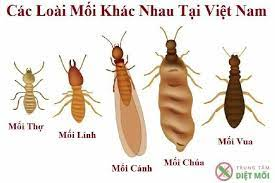 Các Loài Mối Khác Nhau Tại Việt Nam
Mối Thợ
Mối Lính
Mối Cánh
Mối Chúa
Mối Vua
TRUNG TÂM
DIỆT MỐI